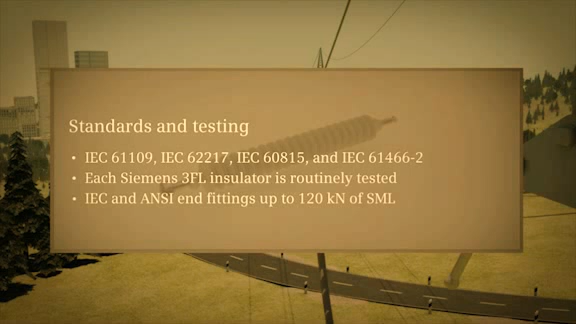 Standards and testing
• IEC 61109, IEC 62217, IEC 60815, and IEC 61466-2
• Each Siemens 3FL insulator is routinely tested
• IEC and ANSI end fittings up to 120 kN of SML